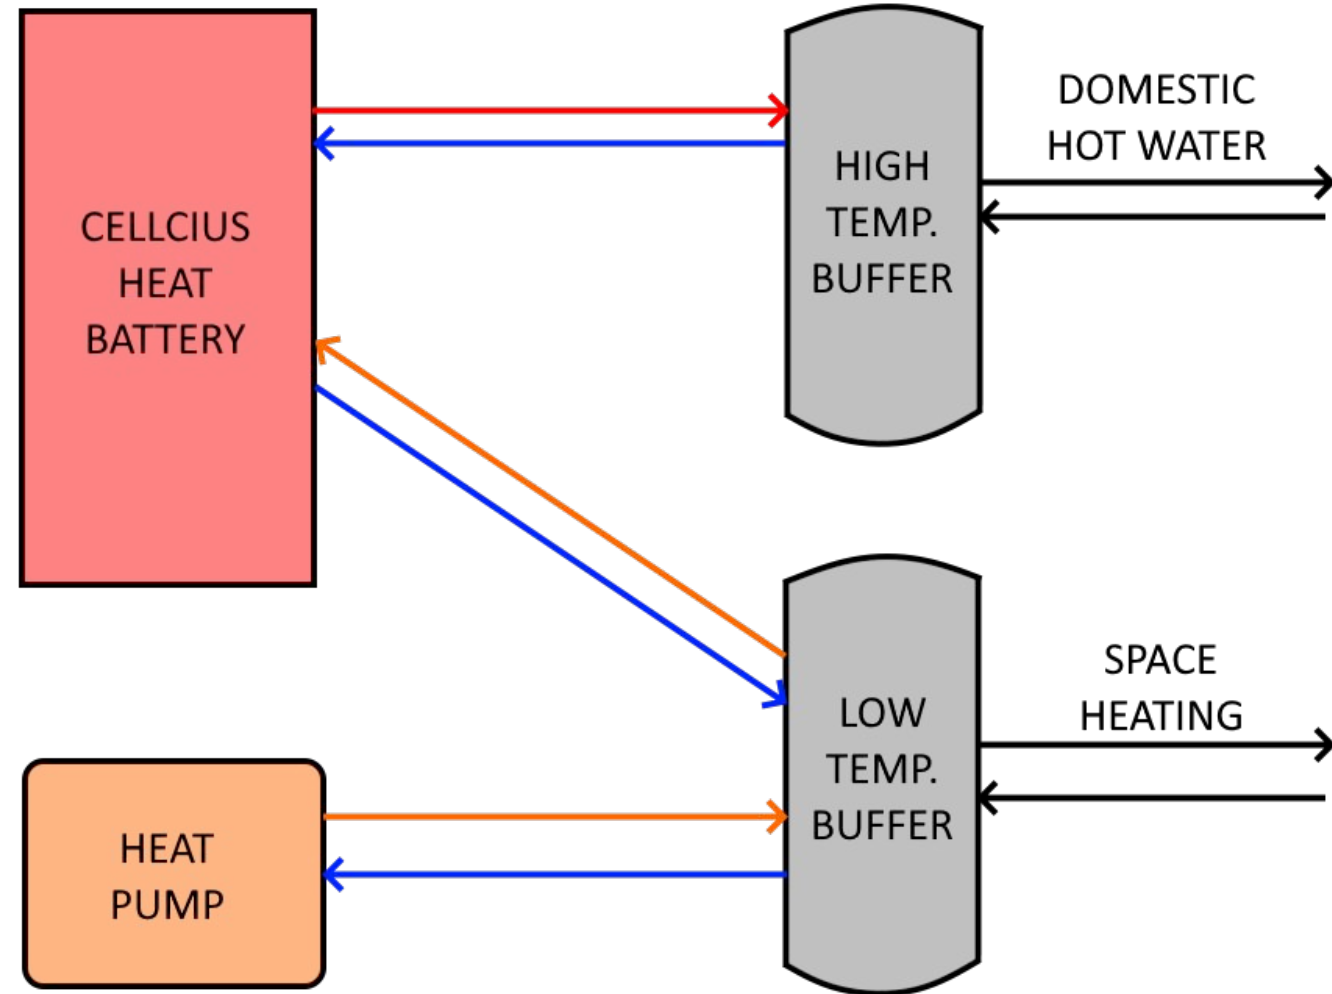 CELLCIUS
HEAT
BATTERY
HIGH
TEMP.
BUFFER
DOMESTIC
HOT WATER
LOW
TEMP.
BUFFER
SPACE
HEATING
HEAT
PUMP